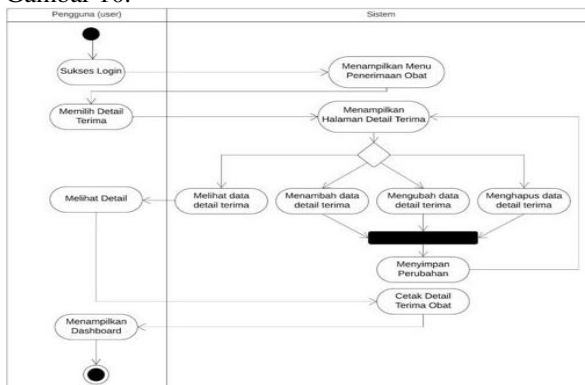 Gambar 10.
Pengguna (user)
Sistem
Sukses Login
Menampilkan Menu
Penerimaan Obat
Memilih Detail
Terima
Menampilkan
Halaman Detail Terima
Melihat Detail
Melihat data
detail terima
Menambah data
detail terima
Mengubah data
detail terima
Menghapus data
detail terima
Menyimpan
Perubahan
Cetak Detail
Terima Obat
Menampilkan
Dashboard